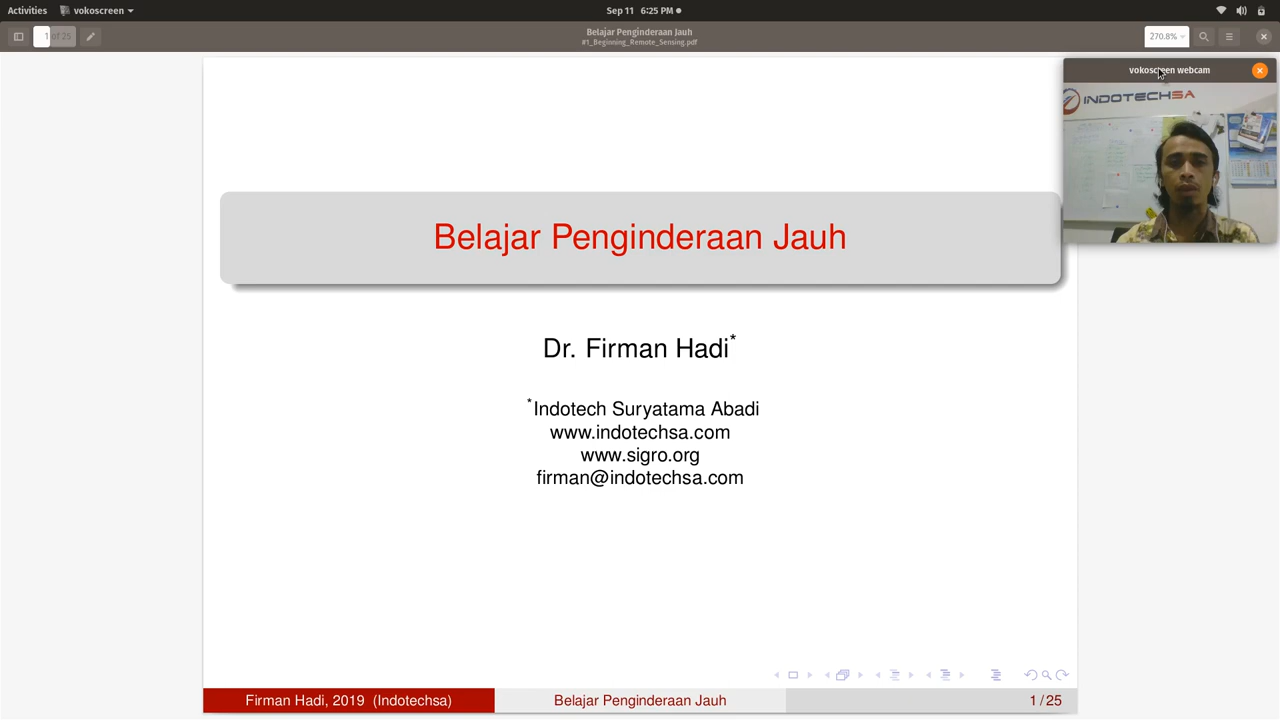 Activities vokoscreen Sep 11 6:25 PM
1 of 25 Belajar Penginderaan Jauh 270.8%
#1_Beginning_Remote_Sensing.pdf
vokoscreen webcam
INDOTECHSA
Belajar Penginderaan Jauh
Dr. Firman Hadi*
*Indotech Suryatama Abadi
www.indotechsa.com
www.sigro.org
firman@indotechsa.com
Firman Hadi, 2019 (Indotechsa) Belajar Penginderaan Jauh 1 / 25